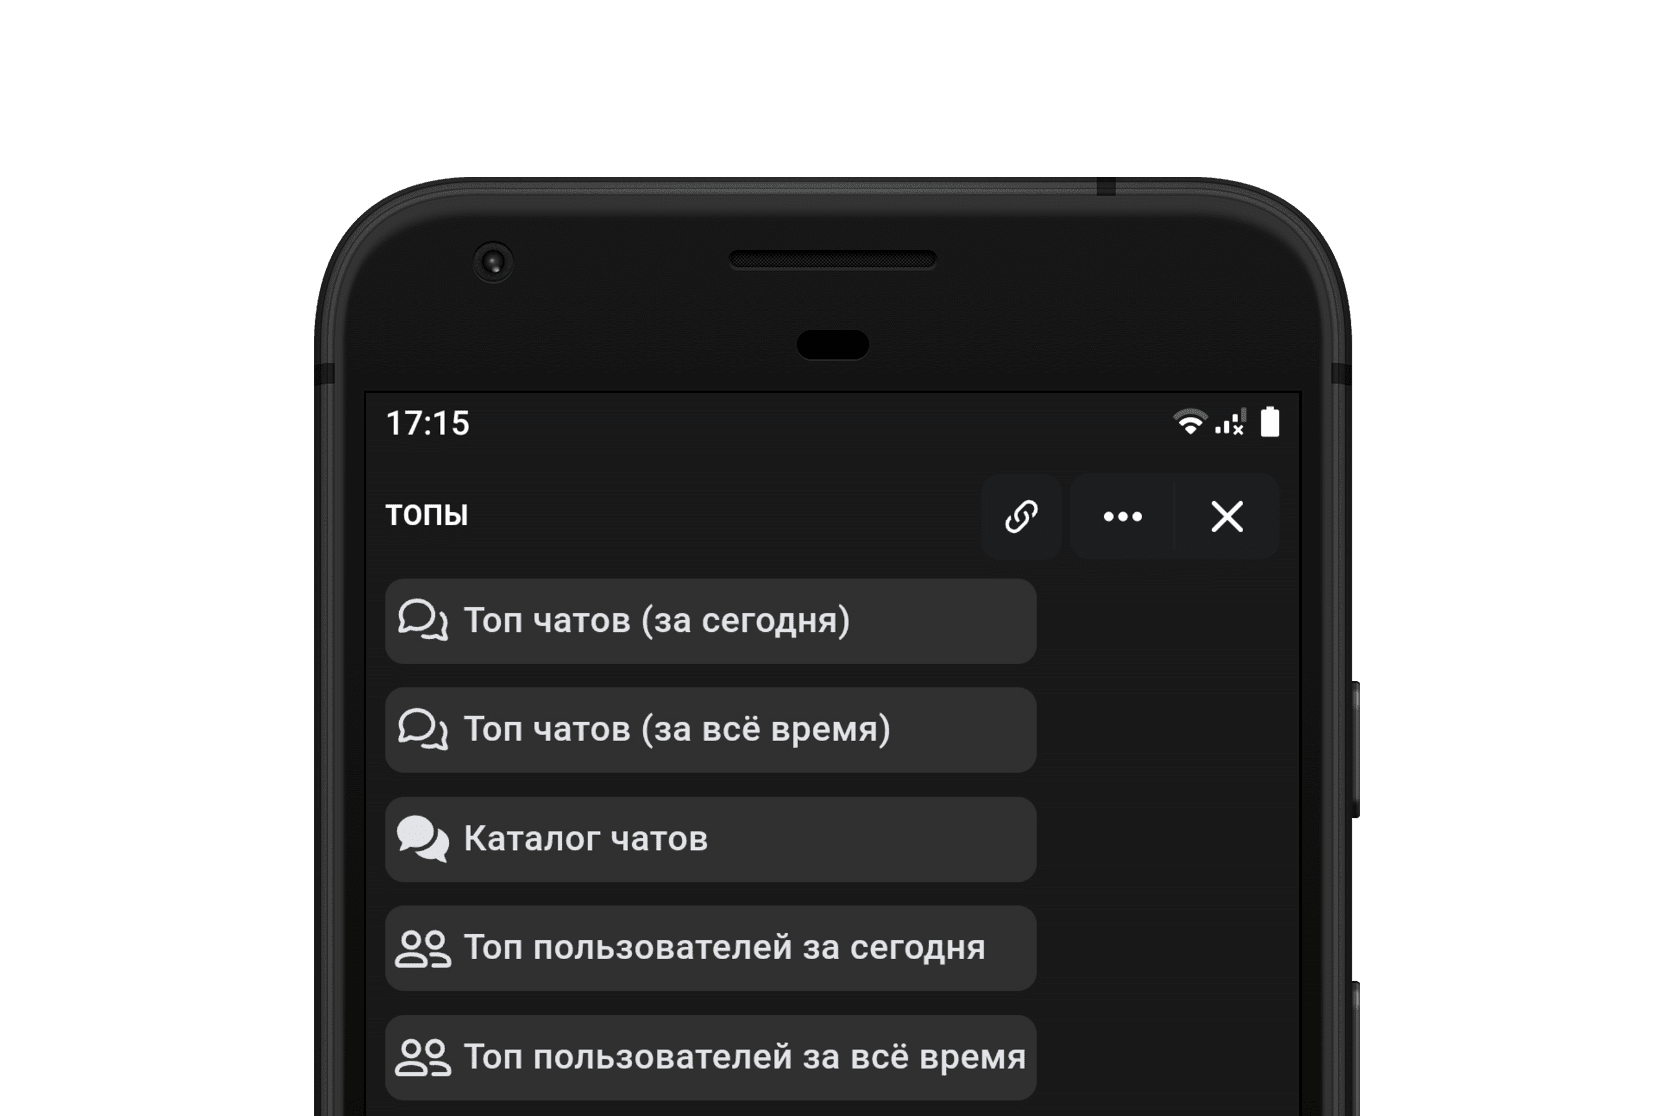 17:15
ТОПЫ
Топ чатов (за сегодня)
Топ чатов (за всё время)
Каталог чатов
Топ пользователей за сегодня
Топ пользователей за всё время